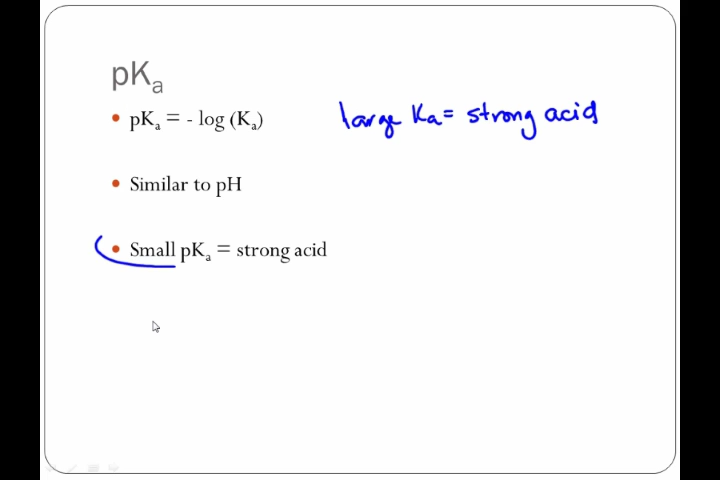 pKₐ
• pKₐ = - log (Kₐ)
large Ka = strong acid
• Similar to pH
• Small pKₐ = strong acid